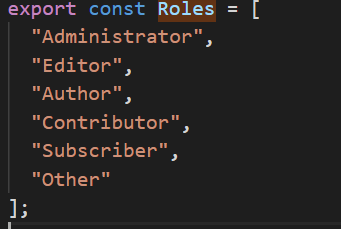 export const Roles = [
"Administrator",
"Editor",
"Author",
"Contributor",
"Subscriber",
"Other"
];